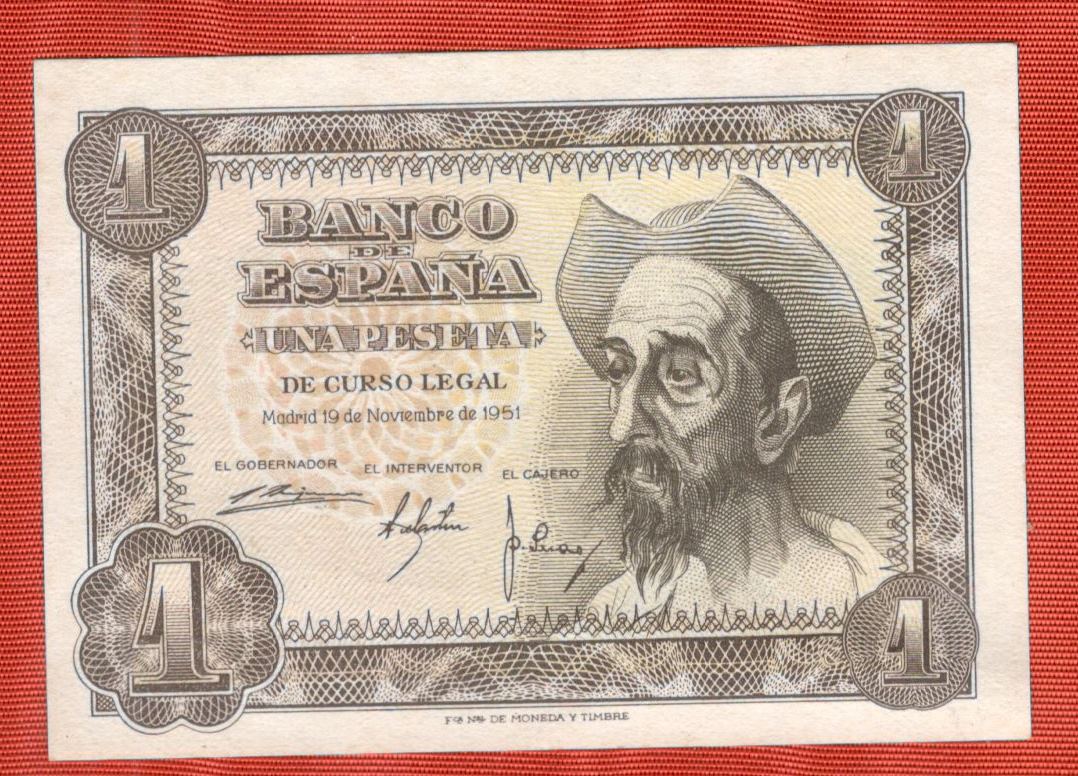 1
1
BANCO
DE
ESPAÑA
UNA PESETA
DE CURSO LEGAL
Madrid 19 de Noviembre de 1951
EL GOBERNADOR EL INTERVENTOR EL CAJERO
1
1
Fca Nal DE MONEDA Y TIMBRE